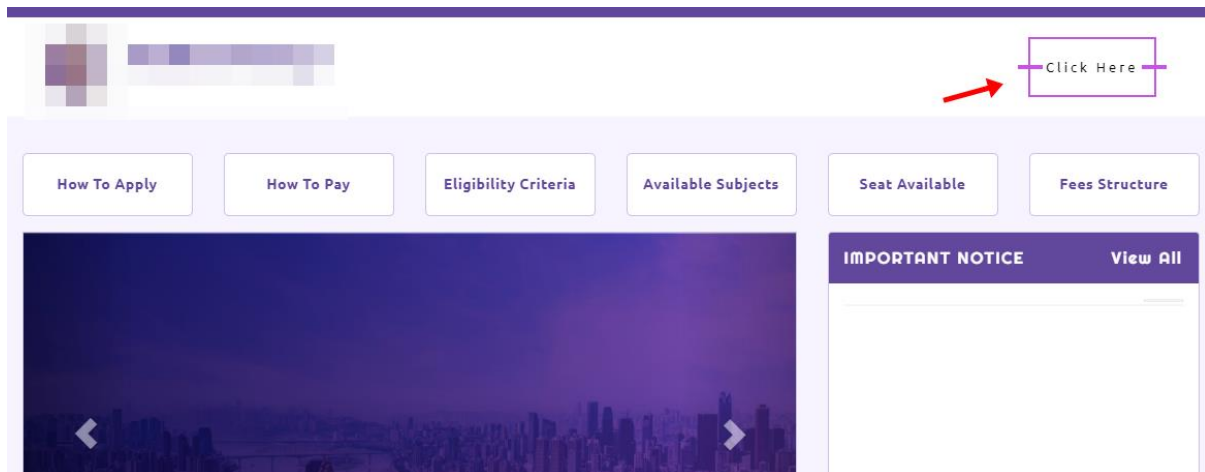 Click Here
How To Apply
How To Pay
Eligibility Criteria
Available Subjects
Seat Available
Fees Structure
IMPORTANT NOTICE
View All